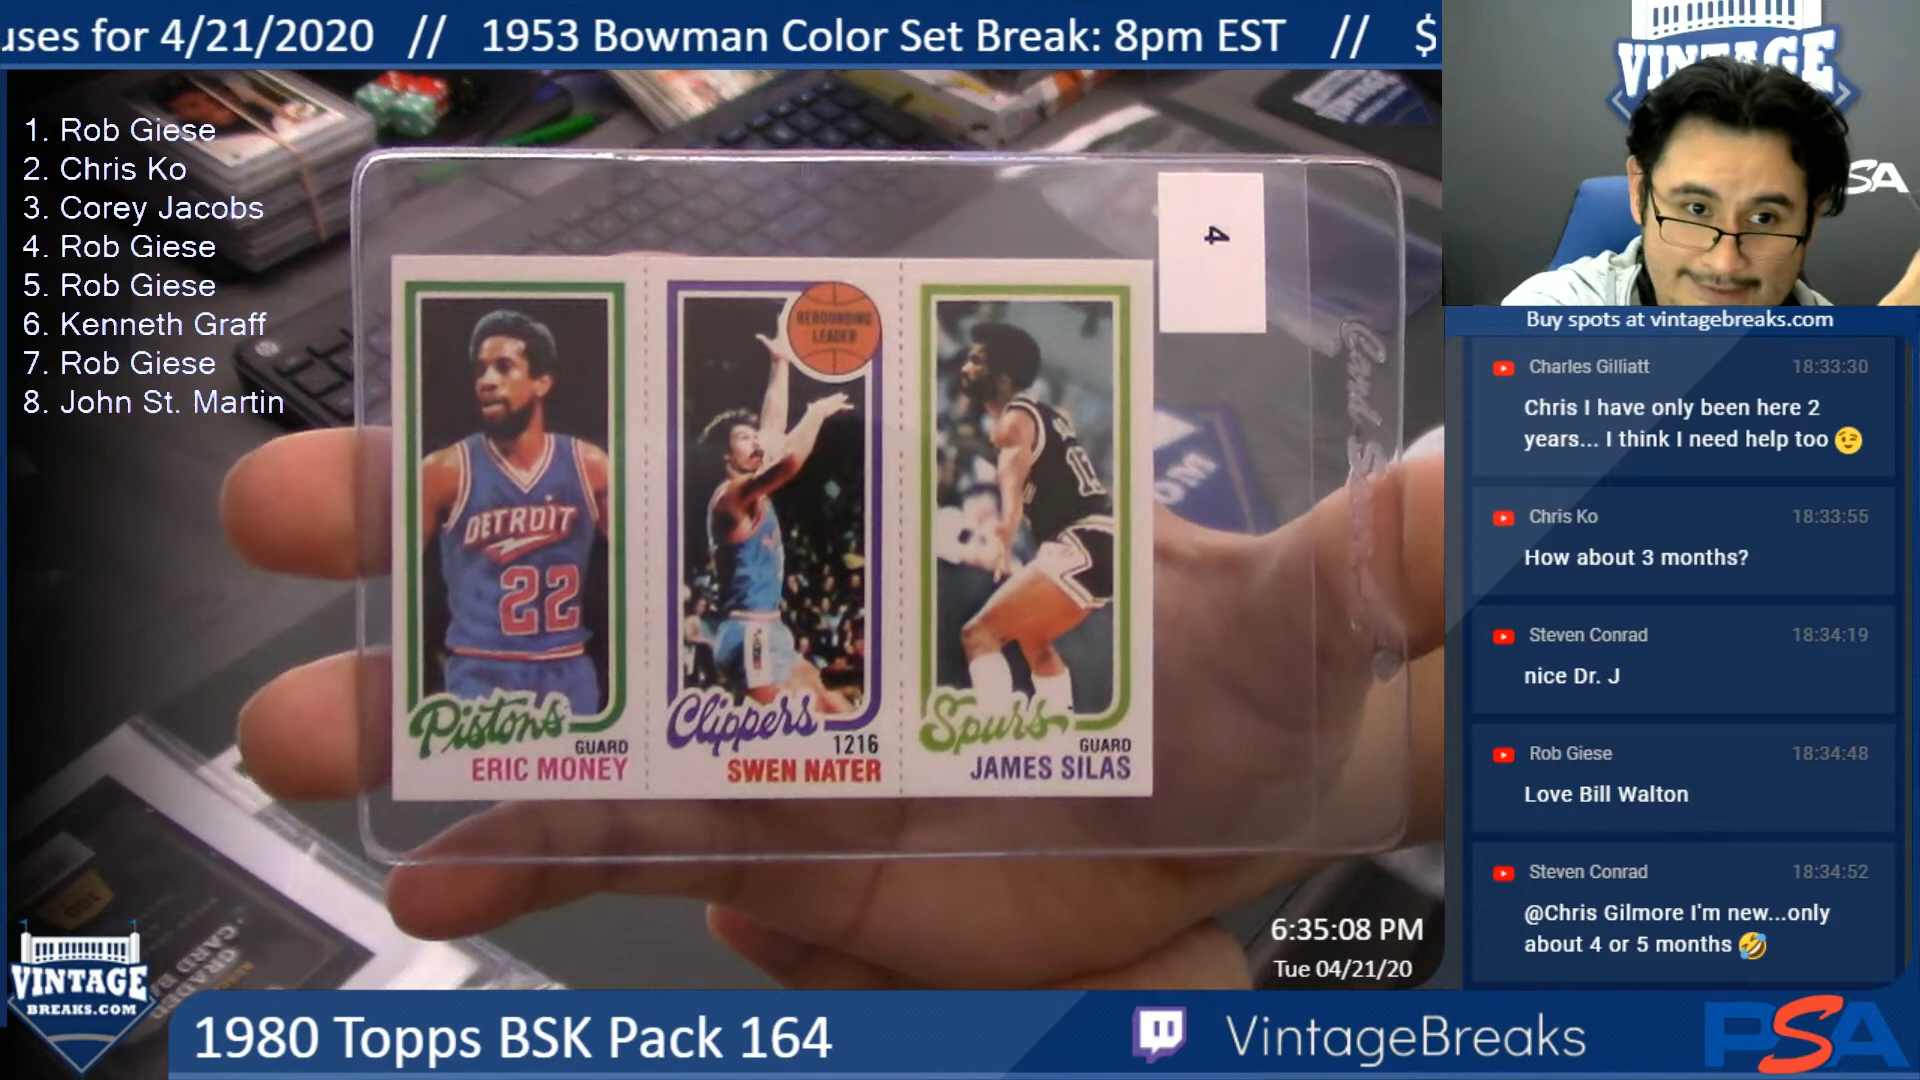 uses for 4/21/2020 // 1953 Bowman Color Set Break: 8pm EST // $
1. Rob Giese
2. Chris Ko
3. Corey Jacobs
4. Rob Giese
5. Rob Giese
6. Kenneth Graff
7. Rob Giese
8. John St. Martin
4
REBOUNDING
LEADER
DETROIT
22
Pistons
GUARD
ERIC MONEY
Clippers
1216
SWEN NATER
13
Spurs
GUARD
JAMES SILAS
Card Saver
6:35:08 PM
Tue 04/21/20
VINTAGE
BREAKS.COM
GRADED
CARD
1980 Topps BSK Pack 164
VintageBreaks
PSA
VINTAGE
SA
Buy spots at vintagebreaks.com
Charles Gilliatt 18:33:30
Chris I have only been here 2
years... I think I need help too 😉
Chris Ko 18:33:55
How about 3 months?
Steven Conrad 18:34:19
nice Dr. J
Rob Giese 18:34:48
Love Bill Walton
Steven Conrad 18:34:52
@Chris Gilmore I'm new...only
about 4 or 5 months 🤣